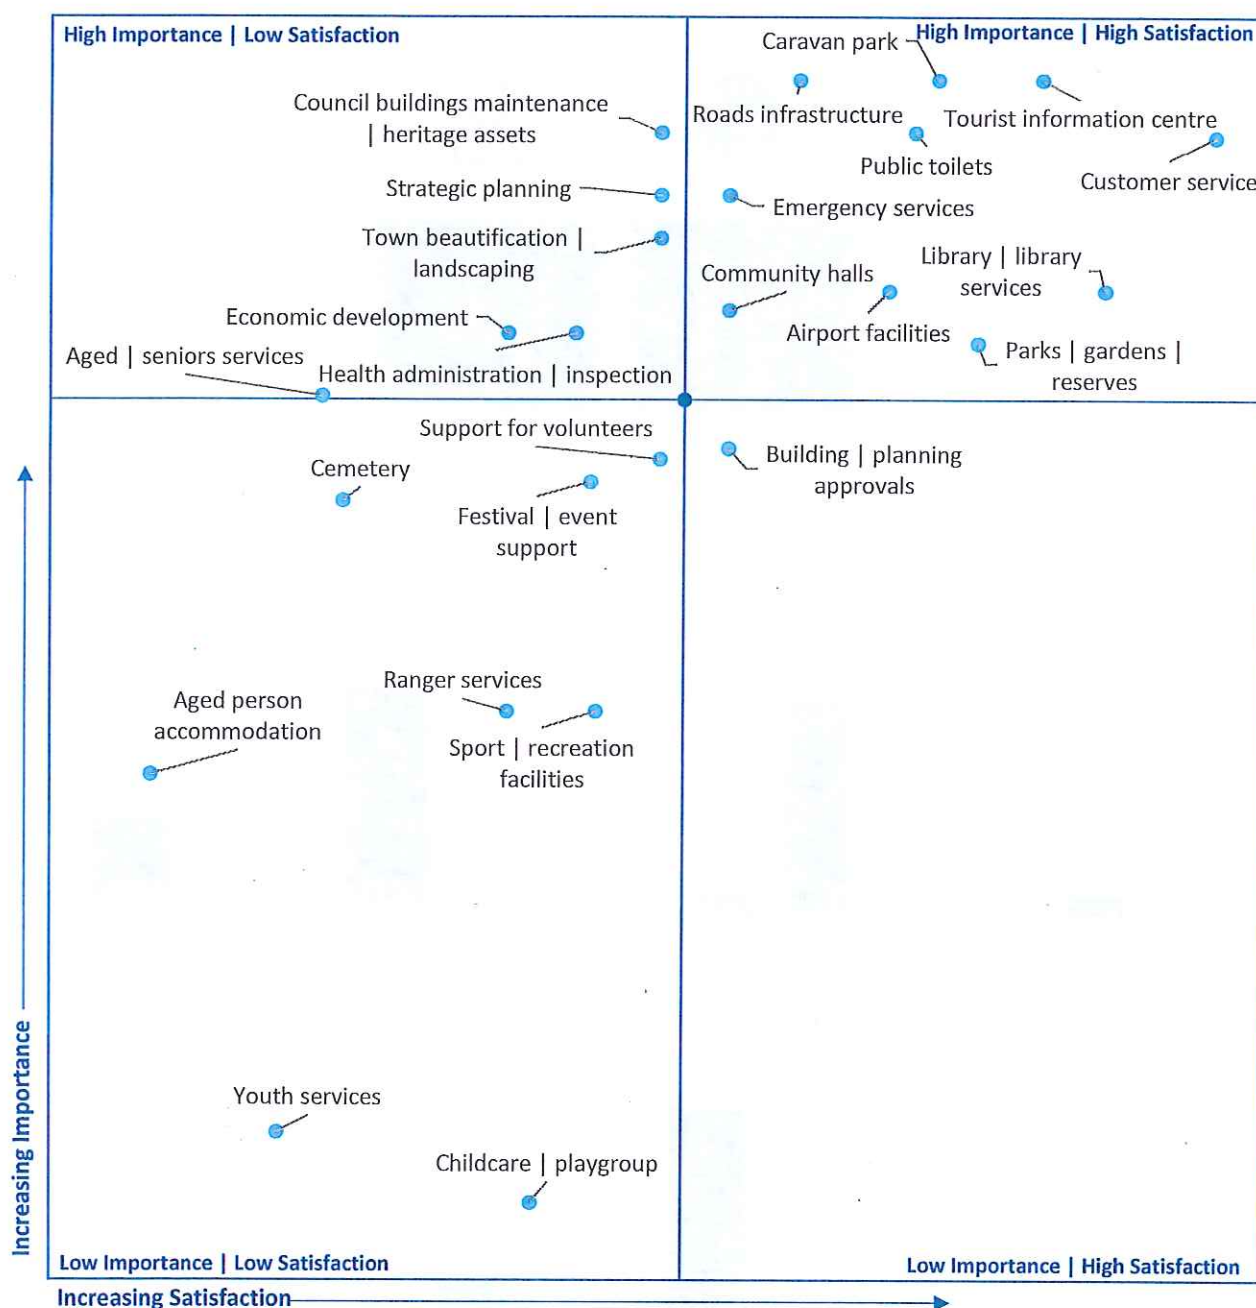 High Importance | Low Satisfaction
High Importance | High Satisfaction
Caravan park
Council buildings maintenance
| heritage assets
Roads infrastructure
Tourist information centre
Public toilets
Customer service
Strategic planning
Emergency services
Town beautification |
landscaping
Community halls
Library | library
services
Economic development
Airport facilities
Aged | seniors services
Health administration | inspection
Parks | gardens |
reserves
Support for volunteers
Building | planning
approvals
Cemetery
Festival | event
support
Ranger services
Aged person
accommodation
Sport | recreation
facilities
Youth services
Childcare | playgroup
Increasing Importance
Low Importance | Low Satisfaction
Low Importance | High Satisfaction
Increasing Satisfaction